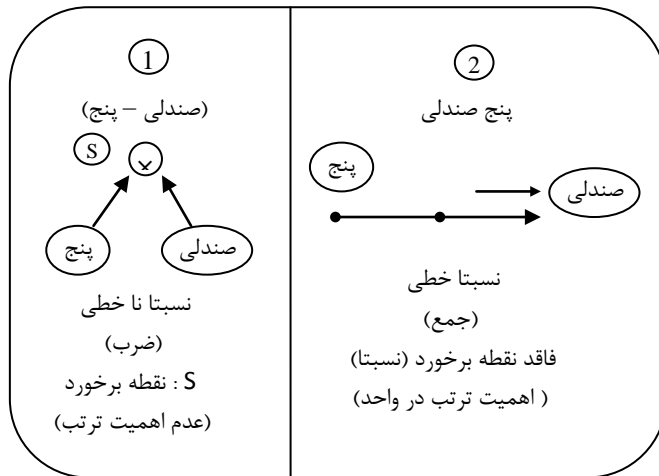 1
(صندلی – پنج)
S
×
پنج
صندلی
نسبتا نا خطی
(ضرب)
S : نقطه برخورد
(عدم اهمیت ترتب)
2
پنج صندلی
پنج
صندلی
نسبتا خطی
(جمع)
فاقد نقطه برخورد (نسبتا)
( اهمیت ترتب در واحد)